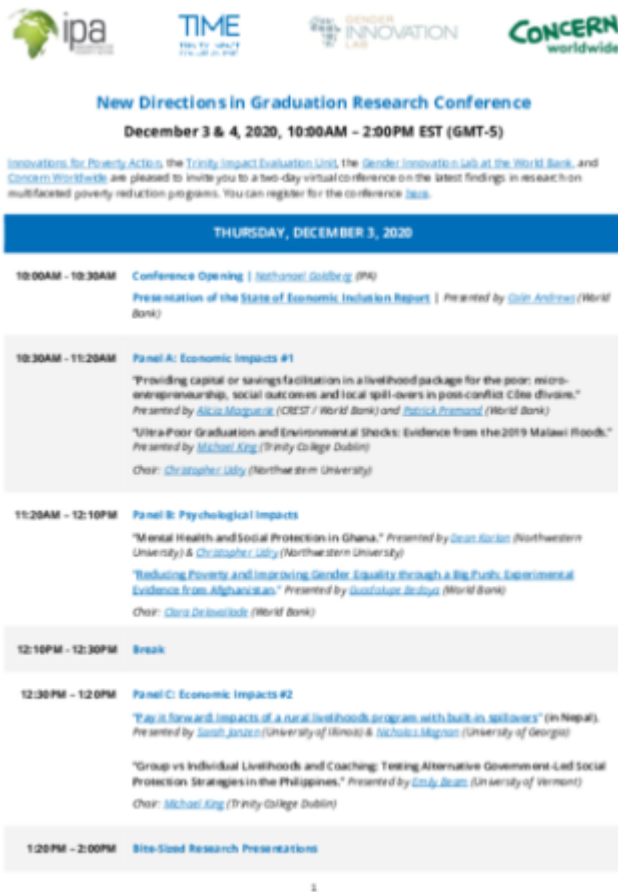 ipa
TIME
TRINITY IMPACT
EVALUATION UNIT
GENDER
INNOVATION
LAB
CONCERN
worldwide
New Directions in Graduation Research Conference
December 3 & 4, 2020, 10:00AM – 2:00PM EST (GMT-5)
Innovations for Poverty Action, the Trinity Impact Evaluation Unit, the Gender Innovation Lab at the World Bank, and
Concern Worldwide are pleased to invite you to a two-day virtual conference on the latest findings in research on
multifaceted poverty reduction programs. You can register for the conference here.
THURSDAY, DECEMBER 3, 2020
10:00AM - 10:30AM Conference Opening | Nathanael Goldberg (IPA)
Presentation of the State of Economic Inclusion Report | Presented by Colin Andrews (World
Bank)
10:30AM - 11:20AM Panel A: Economic Impacts #1
"Providing capital or savings facilitation in a livelihood package for the poor: micro-
entrepreneurship, social outcomes and local spill-overs in post-conflict Côte d'Ivoire."
Presented by Alicia Marguerie (CREST / World Bank) and Patrick Premand (World Bank)
"Ultra-Poor Graduation and Environmental Shocks: Evidence from the 2019 Malawi Floods."
Presented by Michael King (Trinity College Dublin)
Chair: Christopher Udry (Northwestern University)
11:20AM – 12:10PM Panel B: Psychological Impacts
"Mental Health and Social Protection in Ghana." Presented by Dean Karlan (Northwestern
University) & Christopher Udry (Northwestern University)
"Reducing Poverty and Improving Gender Equality through a Big Push: Experimental
Evidence from Afghanistan." Presented by Guadalupe Bedoya (World Bank)
Chair: Clara Delavallade (World Bank)
12:10PM - 12:30PM Break
12:30PM – 1:20PM Panel C: Economic Impacts #2
"Pay it forward: Impacts of a rural livelihoods program with built-in spillovers" (in Nepal).
Presented by Sarah Janzen (University of Illinois) & Nicholas Magnan (University of Georgia)
"Group vs Individual Livelihoods and Coaching: Testing Alternative Government-Led Social
Protection Strategies in the Philippines." Presented by Emily Beam (University of Vermont)
Chair: Michael King (Trinity College Dublin)
1:20PM – 2:00PM Bite-Sized Research Presentations
1